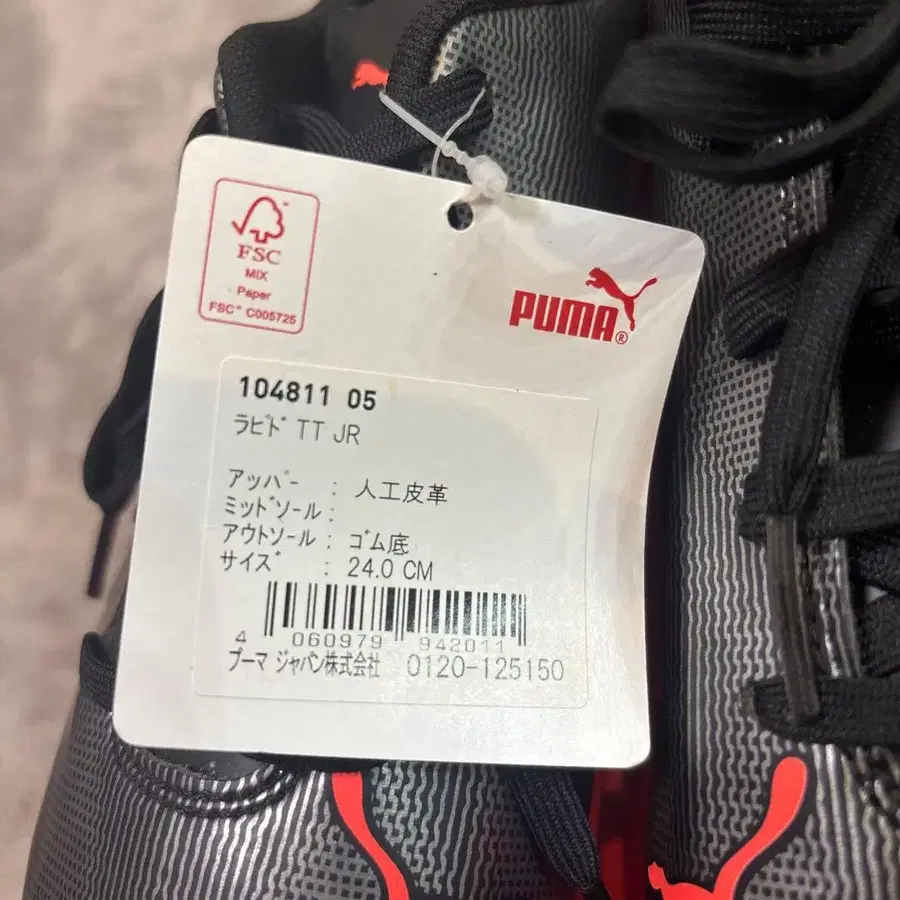 FSC
MIX
Paper
FSC® C005725
PUMA®
104811 05
ラピド TT JR
アッパー : 人工皮革
ミッドソール :
アウトソール : ゴム底
サイズ : 24.0 CM
4 060979 942011
プーマ ジャパン株式会社 0120-125150